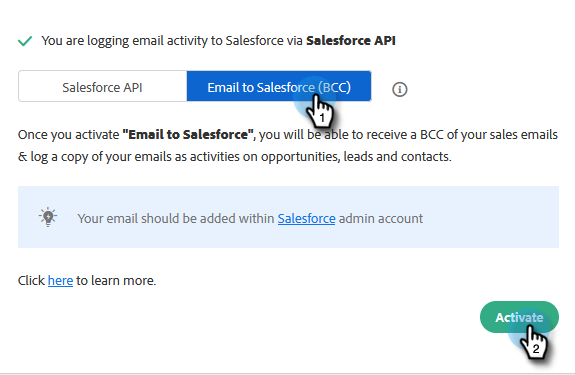 You are logging email activity to Salesforce via Salesforce API
Salesforce API
Email to Salesforce (BCC)
1
Once you activate "Email to Salesforce", you will be able to receive a BCC of your sales emails
& log a copy of your emails as activities on opportunities, leads and contacts.
Your email should be added within Salesforce admin account
Click here to learn more.
Activate
2